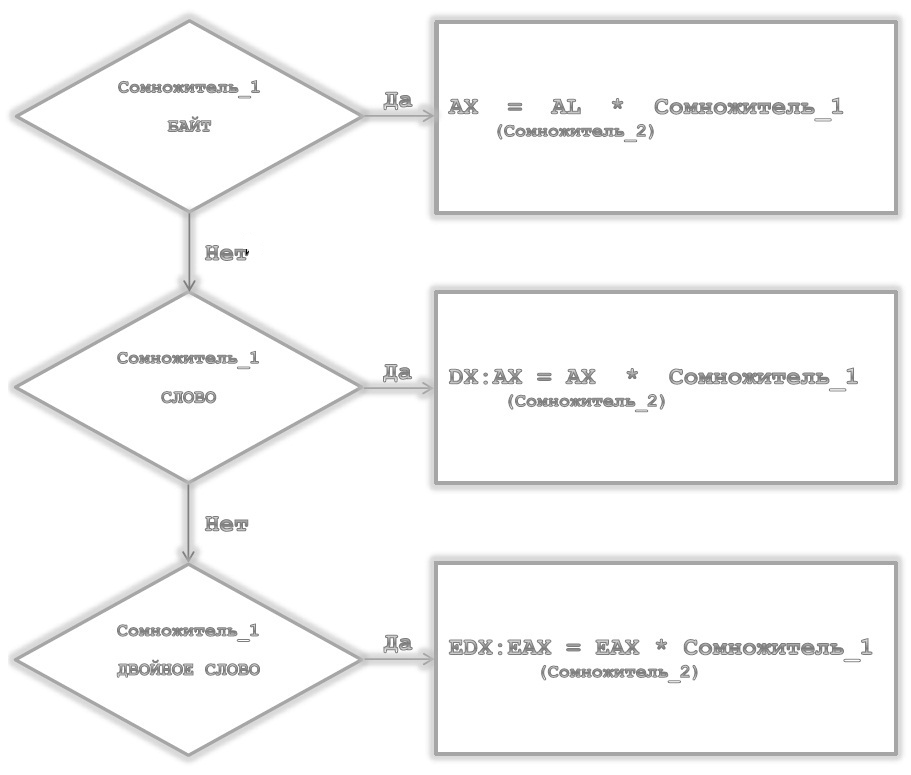 Сомножитель_1
БАЙТ
Да
AX = AL * Сомножитель_1
(Сомножитель_2)
Нет
Сомножитель_1
СЛОВО
Да
DX:AX = AX * Сомножитель_1
(Сомножитель_2)
Нет
Сомножитель_1
ДВОЙНОЕ СЛОВО
Да
EDX:EAX = EAX * Сомножитель_1
(Сомножитель_2)